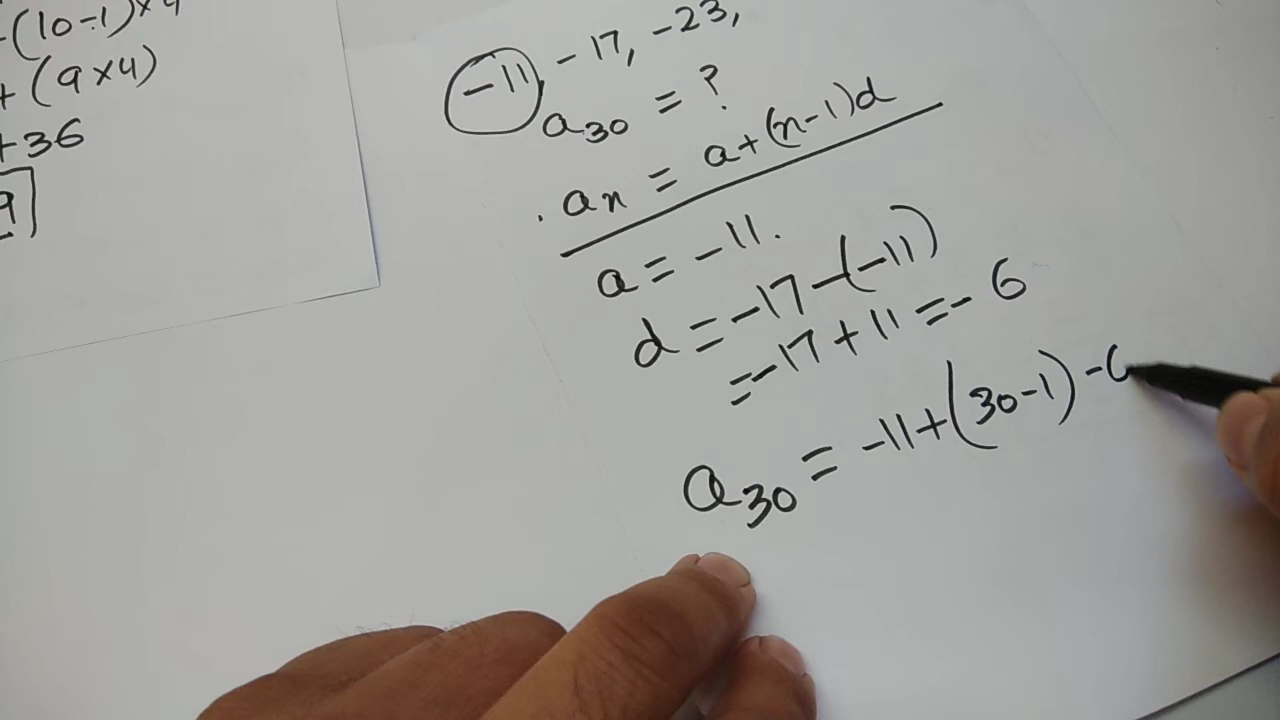 -(10-1)×4
+ (9×4)
+36
9
-11, -17, -23,
a30 = ?
. an = a+(n-1)d
a = -11.
d = -17-(-11)
=-17+11 =-6
a30 = -11+(30-1)-